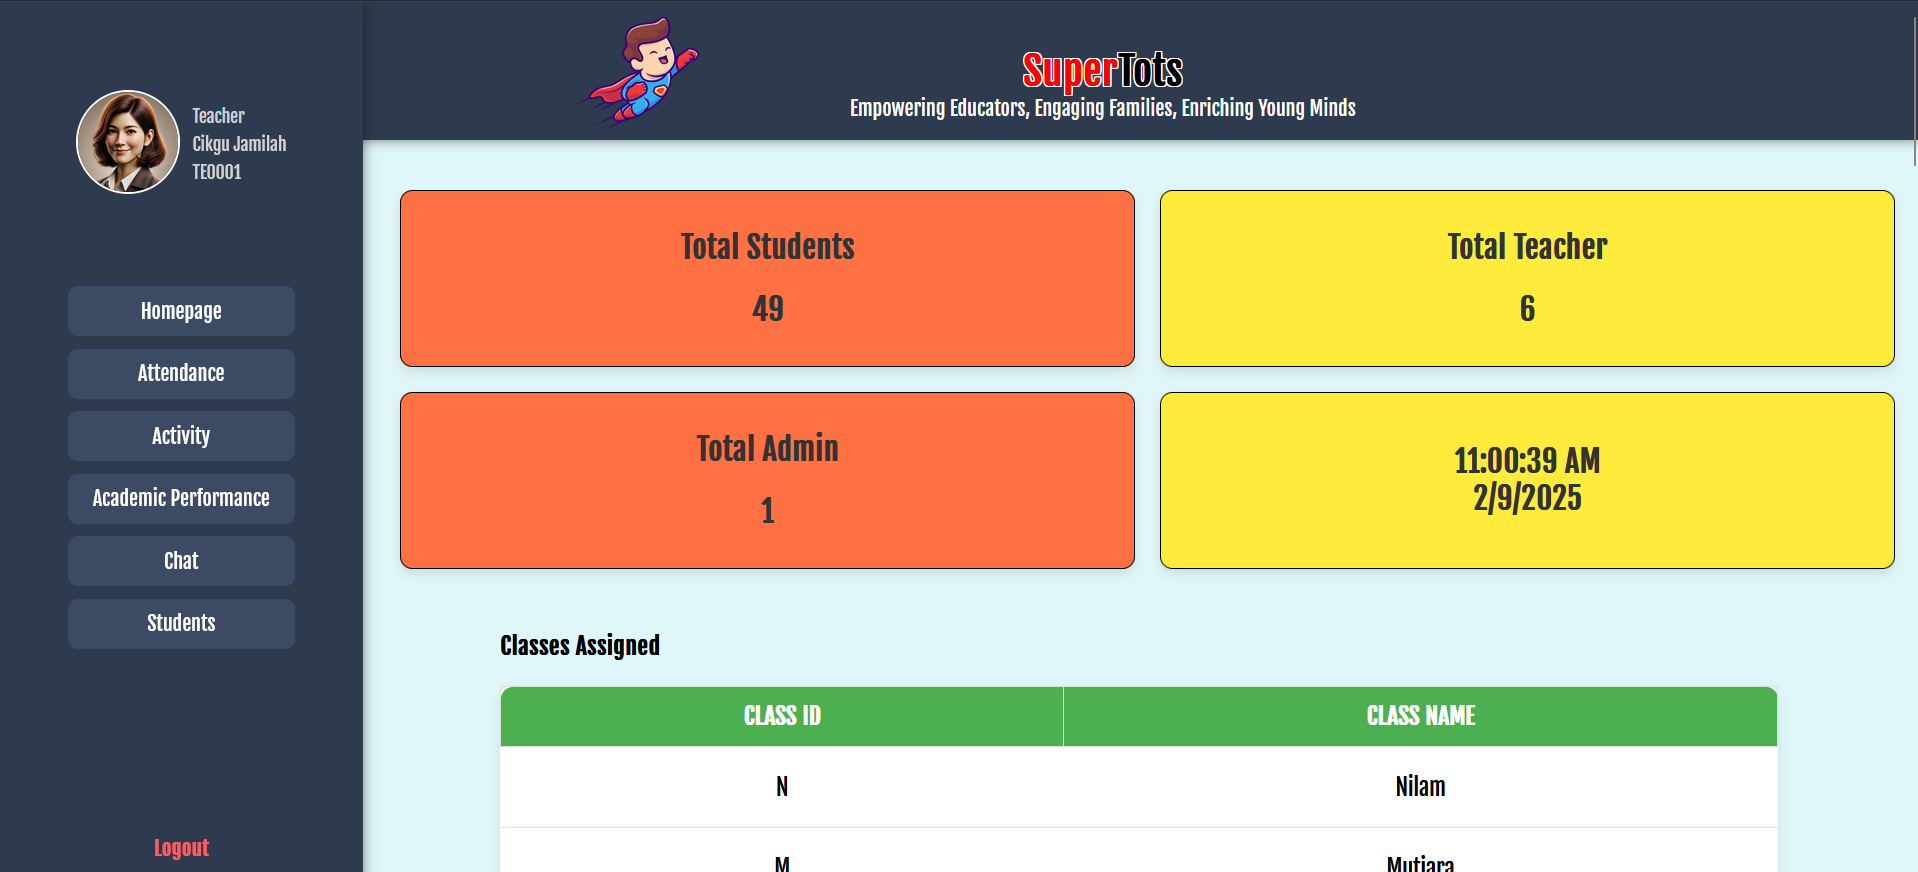 Teacher
Cikgu Jamilah
TE0001
Homepage
Attendance
Activity
Academic Performance
Chat
Students
Logout
SuperTots
Empowering Educators, Engaging Families, Enriching Young Minds
Total Students
49
Total Teacher
6
Total Admin
1
11:00:39 AM
2/9/2025
Classes Assigned
CLASS ID CLASS NAME
N Nilam
M Mutiara